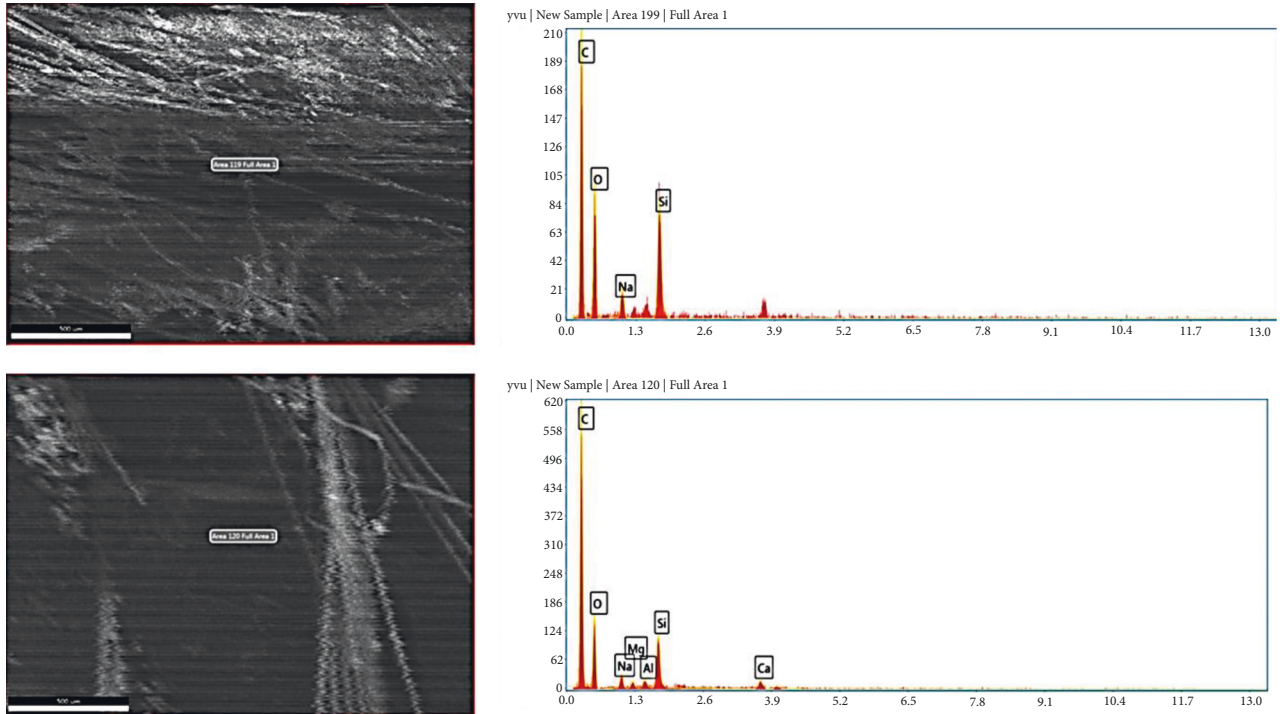 Area 119 Full Area 1
500 um
yvu | New Sample | Area 199 | Full Area 1
210
189
168
147
126
105
84
63
42
21
0
C
O
Na
Si
0.0 1.3 2.6 3.9 5.2 6.5 7.8 9.1 10.4 11.7 13.0
Area 120 Full Area 1
500 um
yvu | New Sample | Area 120 | Full Area 1
620
558
496
434
372
310
248
186
124
62
0
C
O
Na
Mg
Al
Si
Ca
0.0 1.3 2.6 3.9 5.2 6.5 7.8 9.1 10.4 11.7 13.0